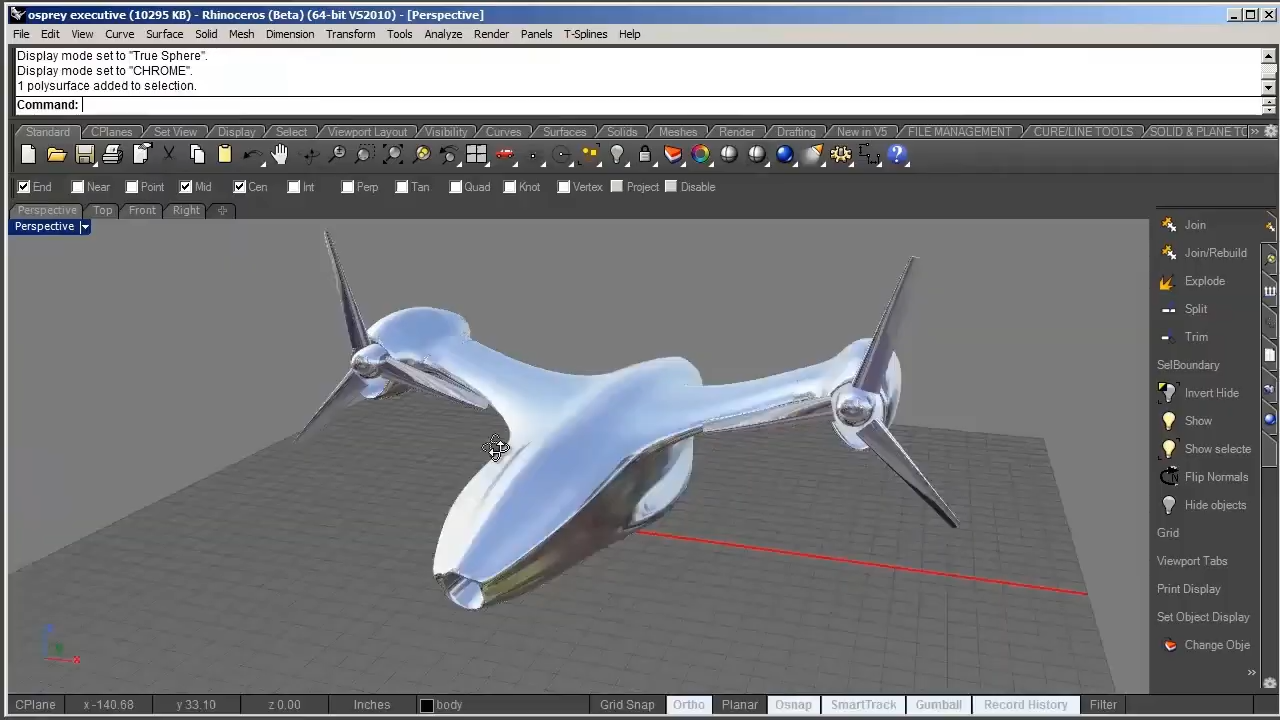 osprey executive (10295 KB) - Rhinoceros (Beta) (64-bit VS2010) - [Perspective]
File Edit View Curve Surface Solid Mesh Dimension Transform Tools Analyze Render Panels T-Splines Help
Display mode set to "True Sphere".
Display mode set to "CHROME".
1 polysurface added to selection.
Command:
Standard CPlanes Set View Display Select Viewport Layout Visibility Curves Surfaces Solids Meshes Render Drafting New in V5 FILE MANAGEMENT CURE/LINE TOOLS SOLID & PLANE TO
End Near Point Mid Cen Int Perp Tan Quad Knot Vertex Project Disable
Perspective Top Front Right
Perspective
Join
Join/Rebuild
Explode
Split
Trim
SelBoundary
Invert Hide
Show
Show selecte
Flip Normals
Hide objects
Grid
Viewport Tabs
Print Display
Set Object Display
Change Obje
CPlane x -140.68 y 33.10 z 0.00 Inches body Grid Snap Ortho Planar Osnap SmartTrack Gumball Record History Filter